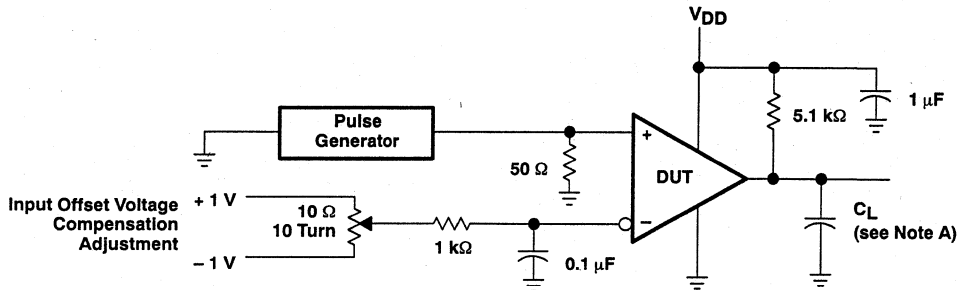 VDD
1 μF
5.1 kΩ
Pulse
Generator
+
50 Ω
DUT
Input Offset Voltage
Compensation
Adjustment
+ 1 V
10 Ω
10 Turn
– 1 V
1 kΩ
–
0.1 μF
CL
(see Note A)